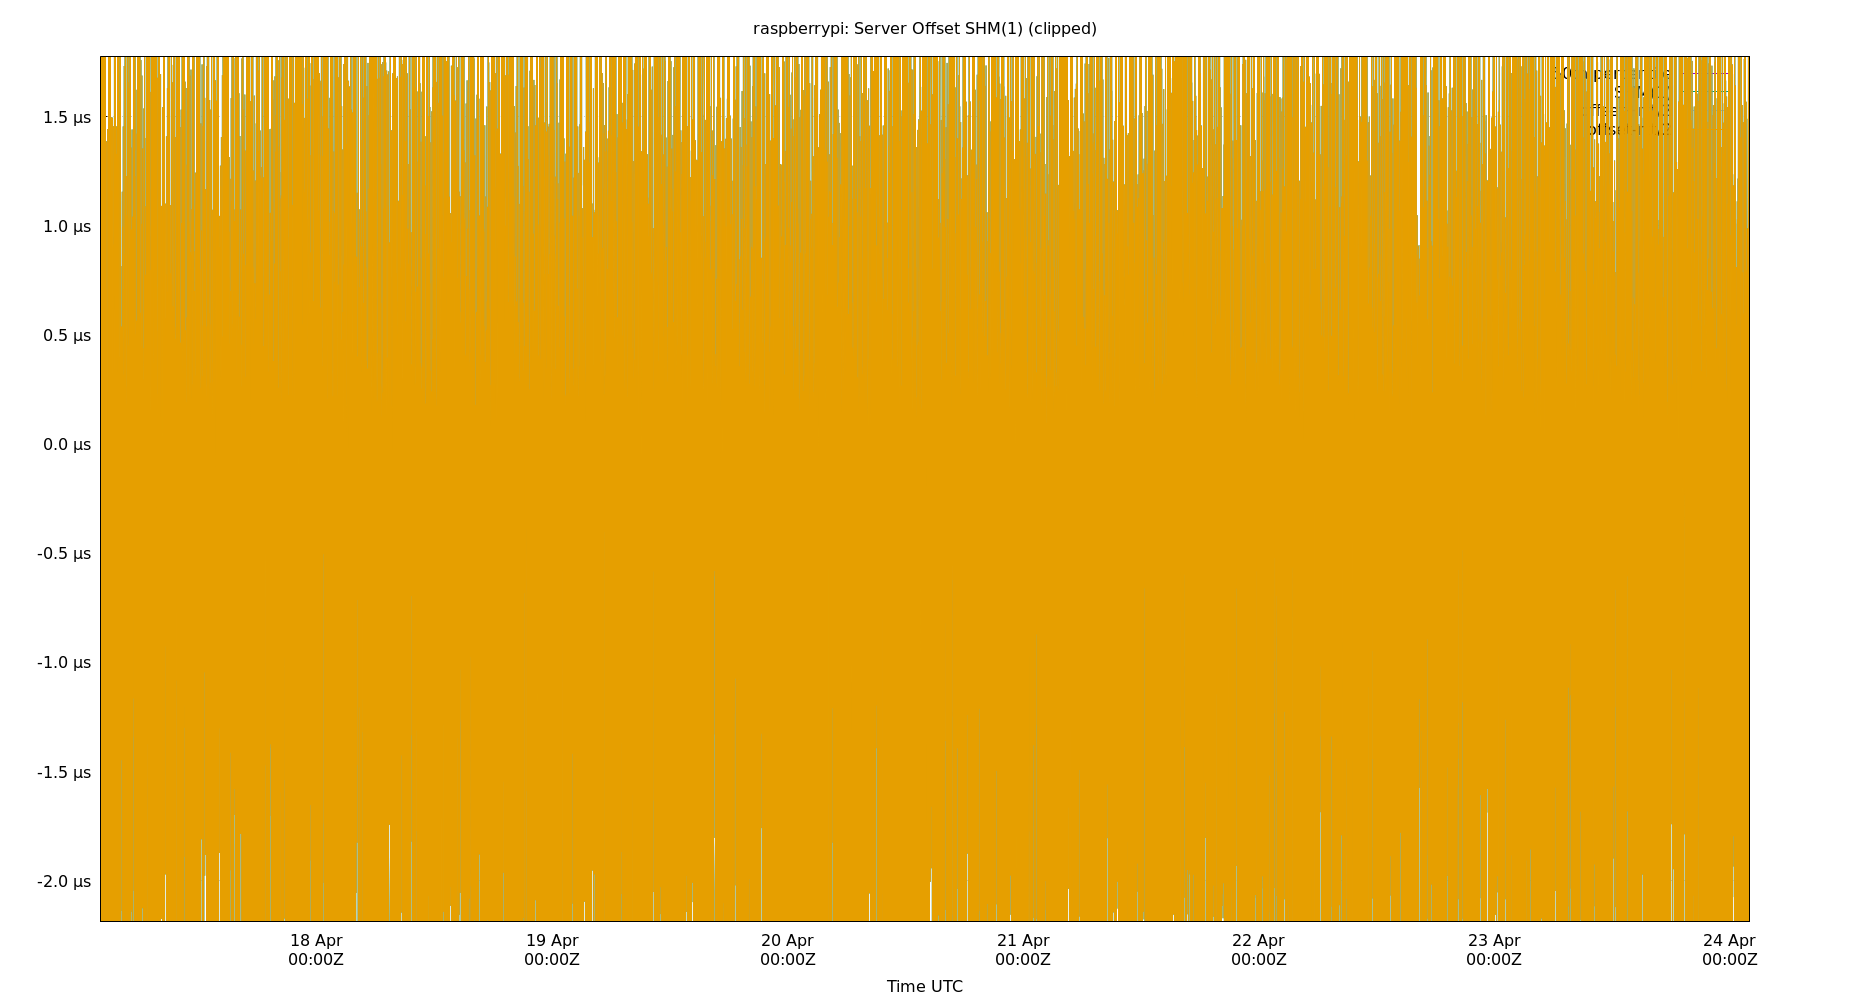 raspberrypi: Server Offset SHM(1) (clipped)
1.5 µs
1.0 µs
0.5 µs
0.0 µs
-0.5 µs
-1.0 µs
-1.5 µs
-2.0 µs
18 Apr 19 Apr 20 Apr 21 Apr 22 Apr 23 Apr 24 Apr
00:00Z 00:00Z 00:00Z 00:00Z 00:00Z 00:00Z 00:00Z
Time UTC